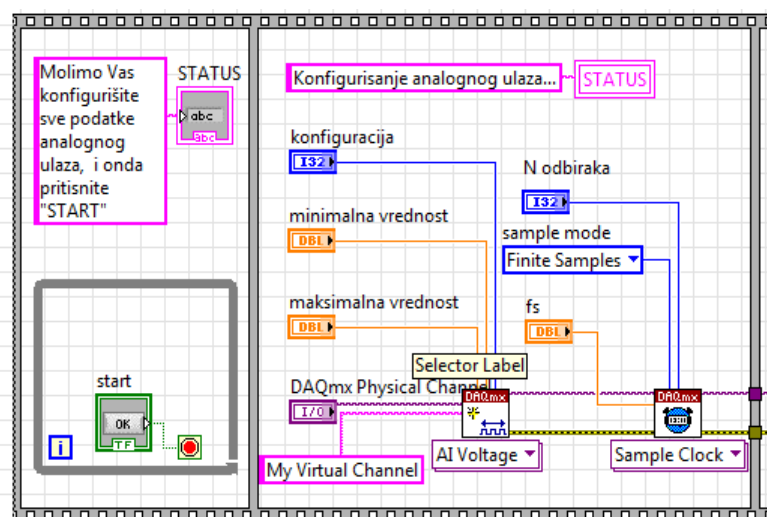 Molimo Vas
konfigurišite
sve podatke
analognog
ulaza,  i onda
pritisnite
"START"
STATUS
abc
abc
start
OK
TF
i
Konfigurisanje analognog ulaza...
STATUS
konfiguracija
I32
N odbiraka
I32
minimalna vrednost
DBL
sample mode
Finite Samples
maksimalna vrednost
DBL
fs
DBL
Selector Label
DAQmx Physical Channel
I/O
DAQmx
DAQmx
My Virtual Channel
AI Voltage
Sample Clock